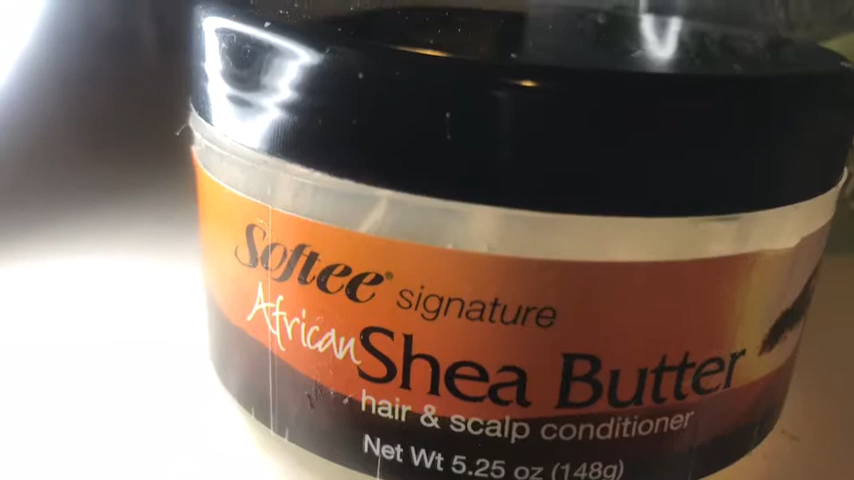 Softee® signature
African Shea Butter
hair & scalp conditioner
Net Wt 5.25 oz (148g)